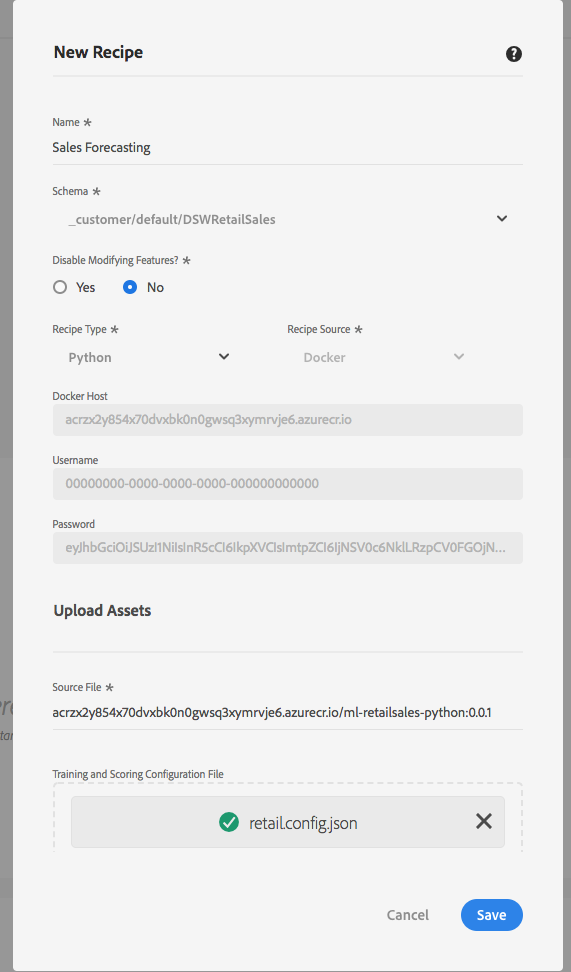 New Recipe
?
Name *
Sales Forecasting
Schema *
_customer/default/DSWRetailSales
Disable Modifying Features? *
Yes No
Recipe Type * Recipe Source *
Python Docker
Docker Host
acrzx2y854x70dvxbk0n0gwsq3xymrvje6.azurecr.io
Username
00000000-0000-0000-0000-000000000000
Password
Upload Assets
Source File *
acrzx2y854x70dvxbk0n0gwsq3xymrvje6.azurecr.io/ml-retailsales-python:0.0.1
Training and Scoring Configuration File
retail.config.json
Cancel Save